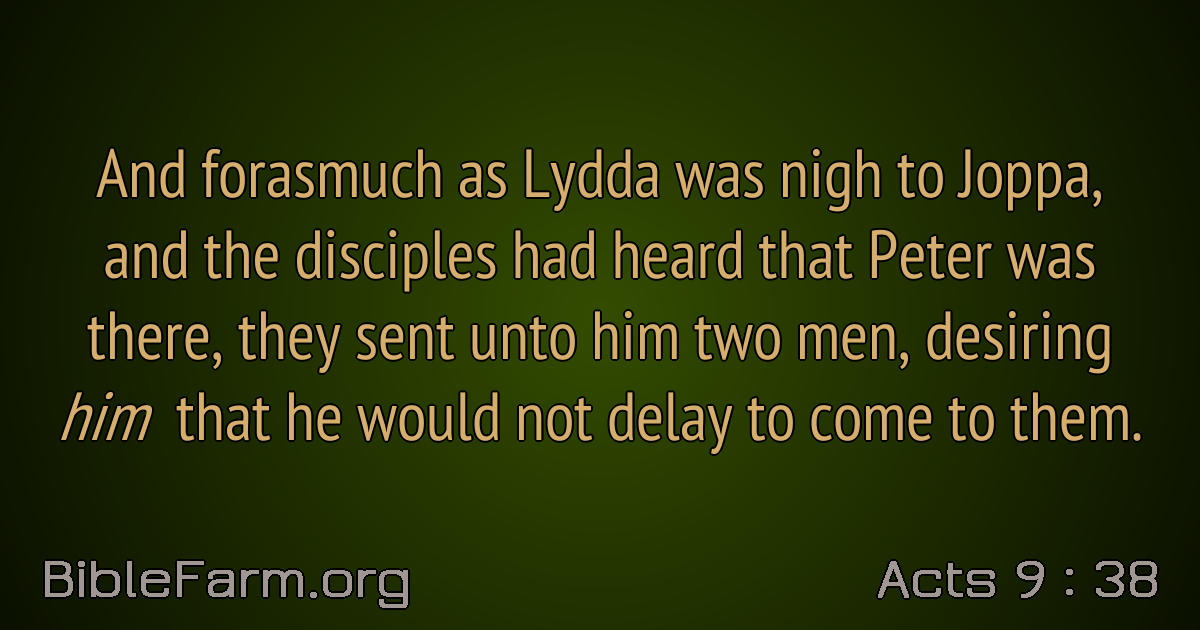 And forasmuch as Lydda was nigh to Joppa,
and the disciples had heard that Peter was
there, they sent unto him two men, desiring
him that he would not delay to come to them.
BibleFarm.org
Acts 9 : 38